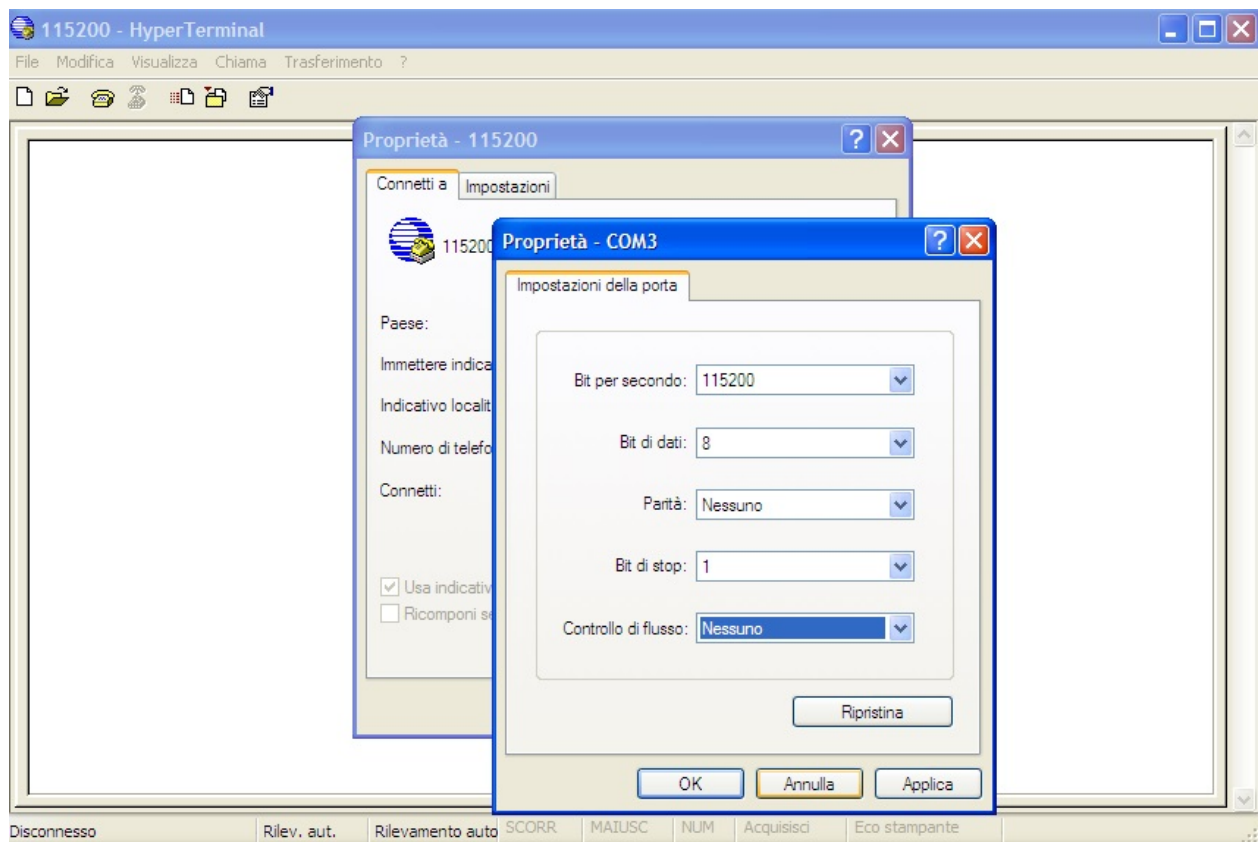 115200 - HyperTerminal
File Modifica Visualizza Chiama Trasferimento ?
Proprietà - 115200
Connetti a Impostazioni
115200
Proprietà - COM3
Impostazioni della porta
Paese:
Immettere indica
Indicativo localit
Numero di telefo
Connetti:
Usa indicativ
Ricomponi se
Bit per secondo: 115200
Bit di dati: 8
Parità: Nessuno
Bit di stop: 1
Controllo di flusso: Nessuno
Ripristina
OK Annulla Applica
Disconnesso Rilev. aut. Rilevamento auto SCORR MAIUSC NUM Acquisisci Eco stampante